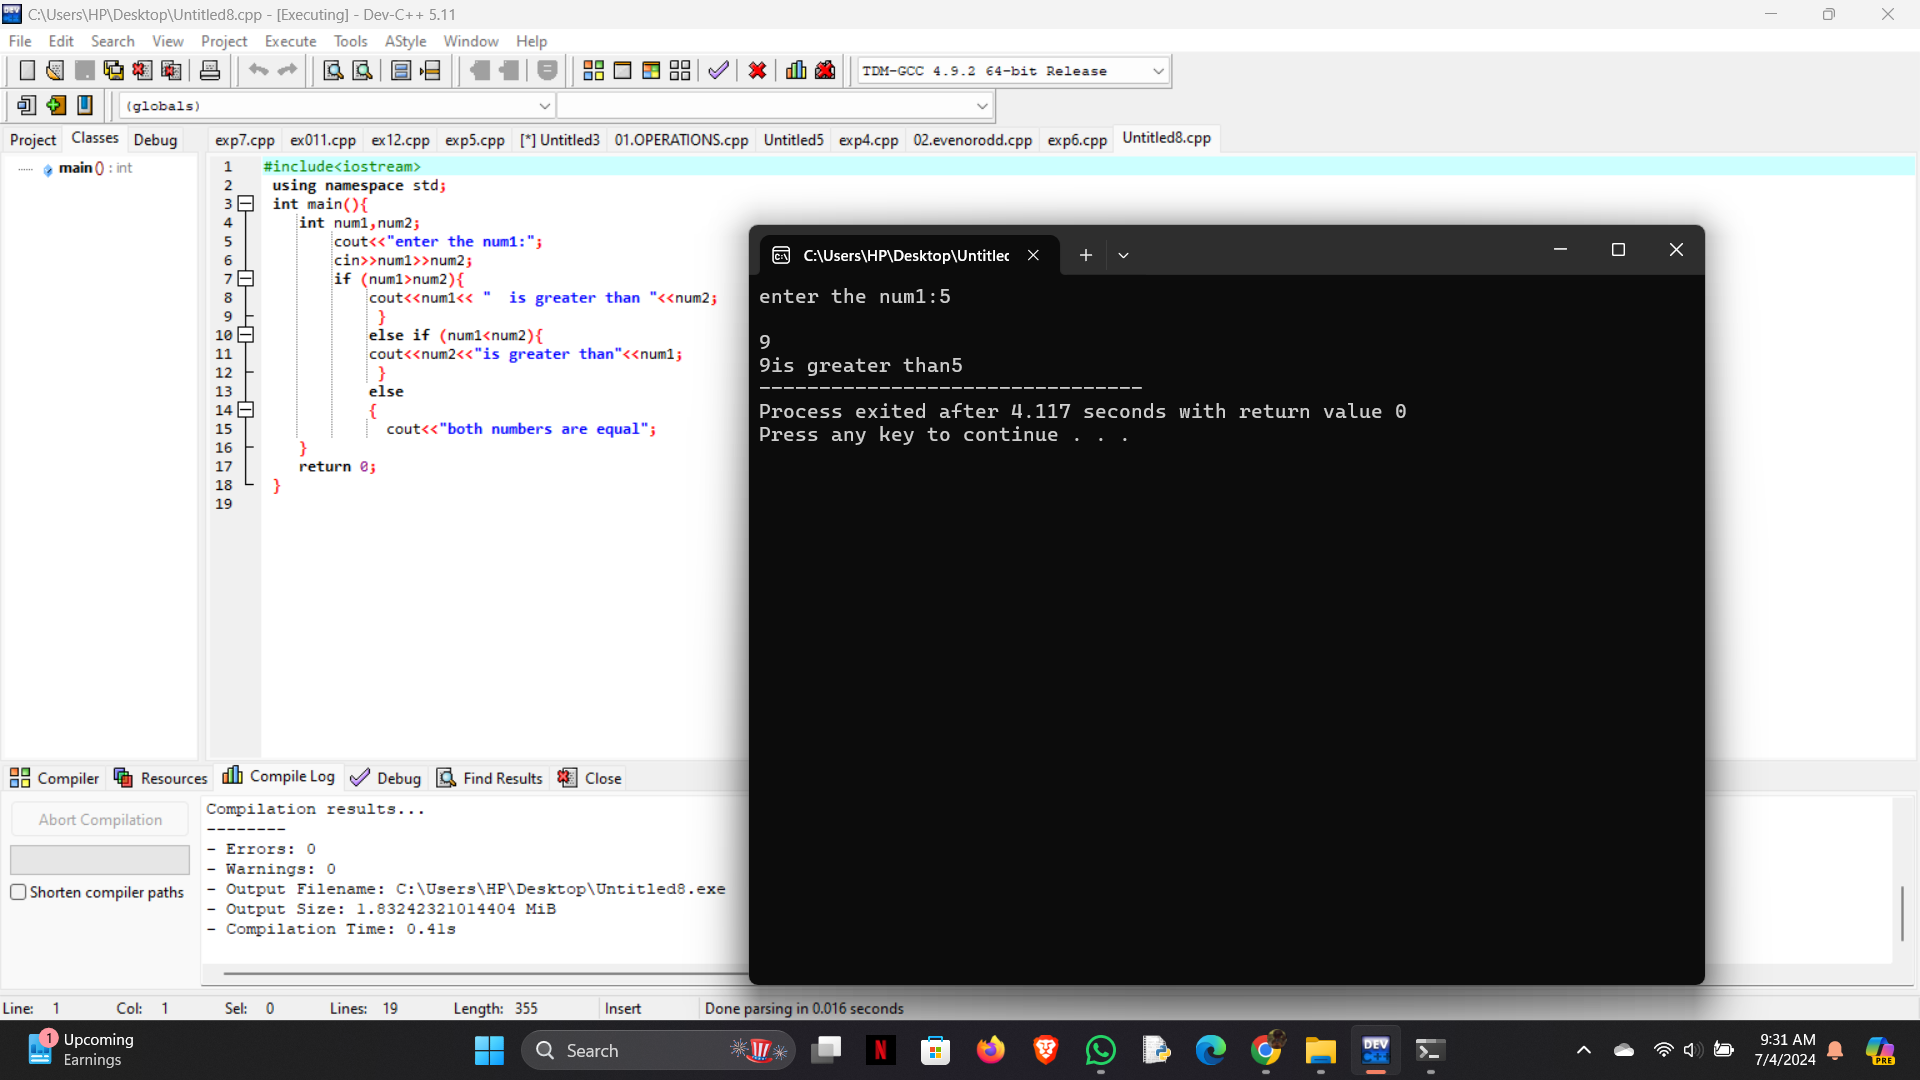 C:\Users\HP\Desktop\Untitled8.cpp - [Executing] - Dev-C++ 5.11
File Edit Search View Project Execute Tools AStyle Window Help
TDM-GCC 4.9.2 64-bit Release
(globals)
Project Classes Debug
exp7.cpp ex011.cpp ex12.cpp exp5.cpp [*] Untitled3 01.OPERATIONS.cpp Untitled5 exp4.cpp 02.evenorodd.cpp exp6.cpp Untitled8.cpp
main () : int
1 #include<iostream>
2 using namespace std;
3 int main(){
4 int num1,num2;
5 cout<<"enter the num1:";
6 cin>>num1>>num2;
7 if (num1>num2){
8 cout<<num1<< "  is greater than "<<num2;
9 }
10 else if (num1<num2){
11 cout<<num2<<"is greater than"<<num1;
12 }
13 else
14 {
15 cout<<"both numbers are equal";
16 }
17 return 0;
18 }
19
C:\Users\HP\Desktop\Untitlec
enter the num1:5
9
9is greater than5
--------------------------------
Process exited after 4.117 seconds with return value 0
Press any key to continue . . .
Compiler Resources Compile Log Debug Find Results Close
Abort Compilation
Shorten compiler paths
Compilation results...
--------
- Errors: 0
- Warnings: 0
- Output Filename: C:\Users\HP\Desktop\Untitled8.exe
- Output Size: 1.83242321014404 MiB
- Compilation Time: 0.41s
Line: 1 Col: 1 Sel: 0 Lines: 19 Length: 355 Insert Done parsing in 0.016 seconds
1
Upcoming
Earnings
Search
N
DEV
C++
9:31 AM
7/4/2024
PRE